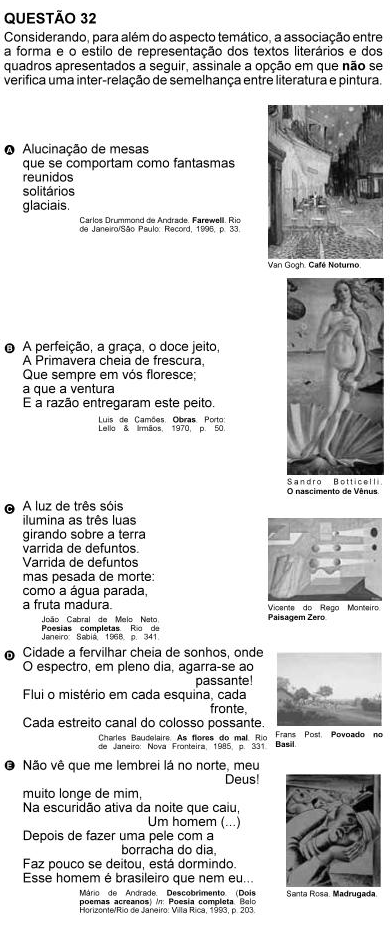 QUESTÃO 32
Considerando, para além do aspecto temático, a associação entre
a forma e o estilo de representação dos textos literários e dos
quadros apresentados a seguir, assinale a opção em que não se
verifica uma inter-relação de semelhança entre literatura e pintura.
A Alucinação de mesas
que se comportam como fantasmas
reunidos
solitários
glaciais.
Carlos Drummond de Andrade. Farewell. Rio
de Janeiro/São Paulo: Record, 1996, p. 33.
Van Gogh. Café Noturno.
B A perfeição, a graça, o doce jeito,
A Primavera cheia de frescura,
Que sempre em vós floresce;
a que a ventura
E a razão entregaram este peito.
Luis de Camões. Obras. Porto:
Lello & Irmãos, 1970, p. 50.
Sandro Botticelli.
O nascimento de Vênus.
C A luz de três sóis
ilumina as três luas
girando sobre a terra
varrida de defuntos.
Varrida de defuntos
mas pesada de morte:
como a água parada,
a fruta madura.
João Cabral de Melo Neto.
Poesias completas. Rio de
Janeiro: Sabiá, 1968, p. 341.
Vicente do Rego Monteiro.
Paisagem Zero.
D Cidade a fervilhar cheia de sonhos, onde
O espectro, em pleno dia, agarra-se ao
passante!
Flui o mistério em cada esquina, cada
fronte,
Cada estreito canal do colosso possante.
Charles Baudelaire. As flores do mal. Rio
de Janeiro: Nova Fronteira, 1985, p. 331.
Frans Post. Povoado no
Basil.
E Não vê que me lembrei lá no norte, meu
Deus!
muito longe de mim,
Na escuridão ativa da noite que caiu,
Um homem (...)
Depois de fazer uma pele com a
borracha do dia,
Faz pouco se deitou, está dormindo.
Esse homem é brasileiro que nem eu...
Mário de Andrade. Descobrimento. (Dois
poemas acreanos) In: Poesia completa. Belo
Horizonte/Rio de Janeiro: Villa Rica, 1993, p. 203.
Santa Rosa. Madrugada.